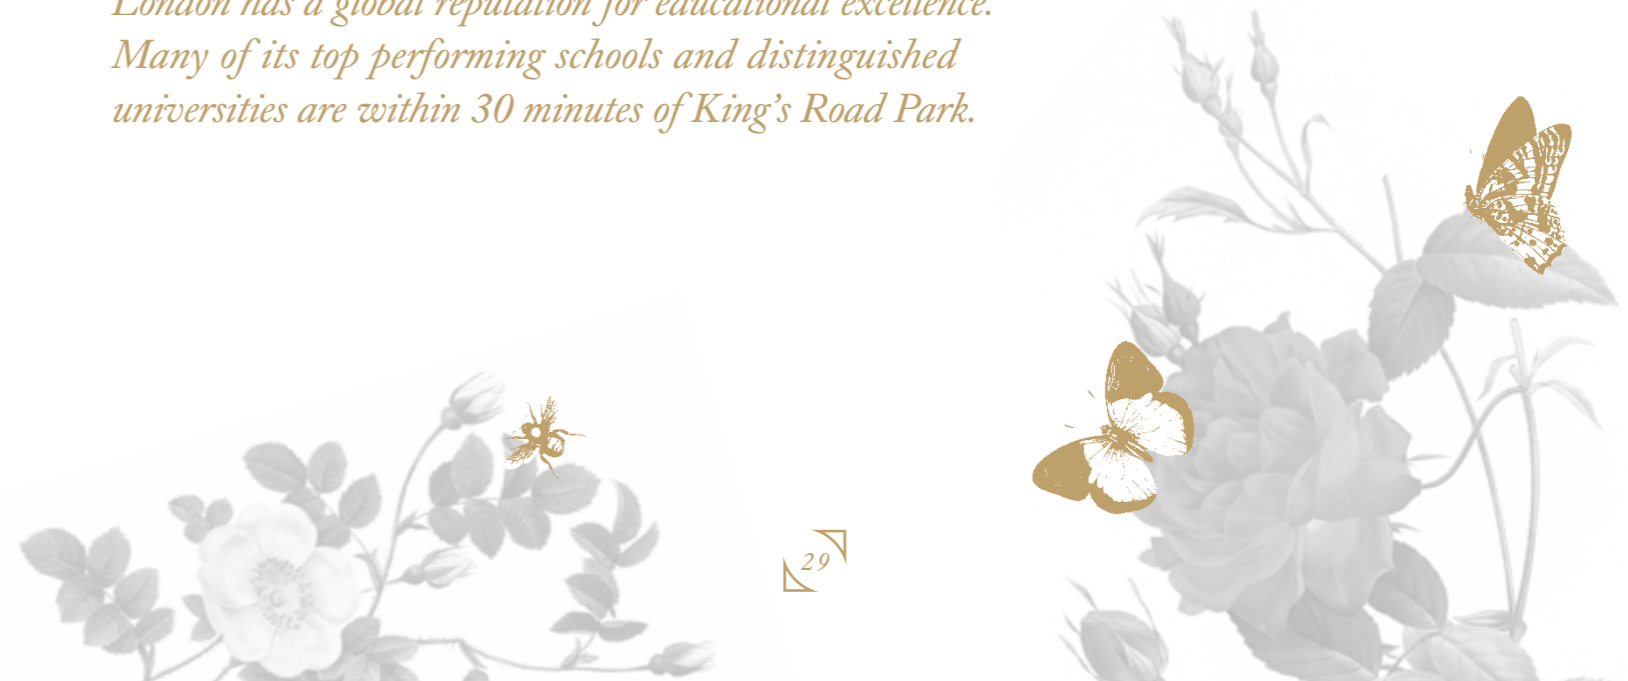 London has a global reputation for educational excellence.
Many of its top performing schools and distinguished
universities are within 30 minutes of King's Road Park.
29